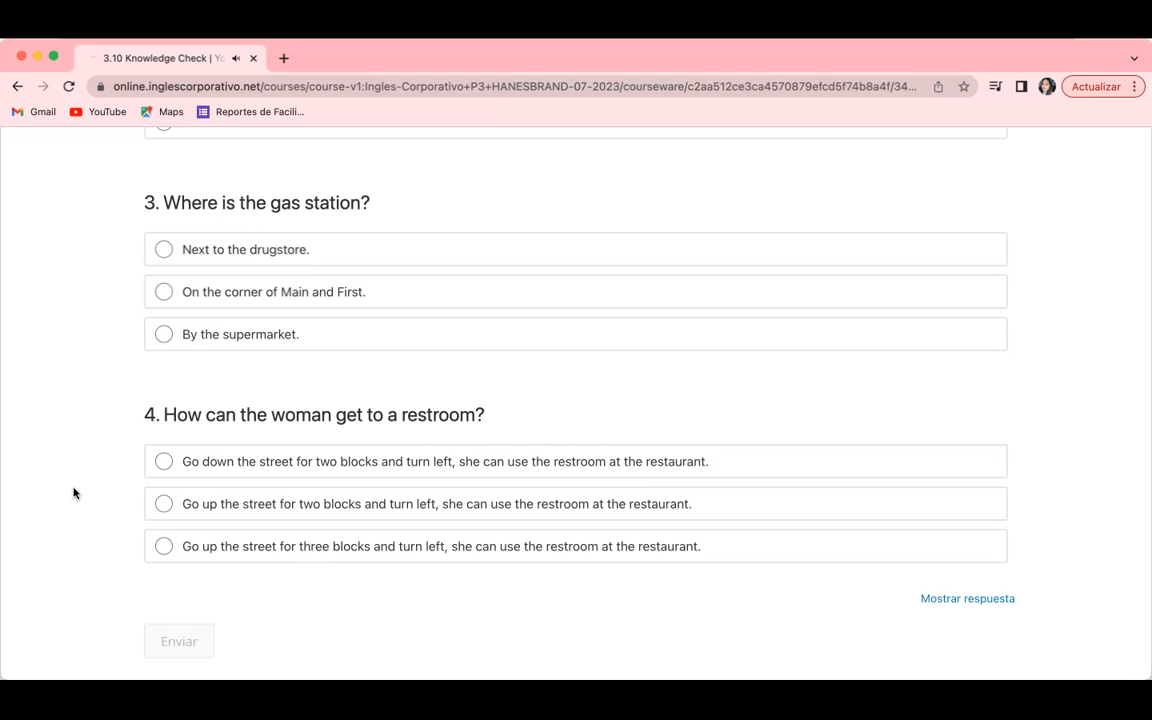 3.10 Knowledge Check | Yo
online.inglescorporativo.net/courses/course-v1:Ingles-Corporativo+P3+HANESBRAND-07-2023/courseware/c2aa512ce3ca4570879efcd5f74b8a4f/34...
Actualizar
Gmail YouTube Maps Reportes de Facili...
3. Where is the gas station?
Next to the drugstore.
On the corner of Main and First.
By the supermarket.
4. How can the woman get to a restroom?
Go down the street for two blocks and turn left, she can use the restroom at the restaurant.
Go up the street for two blocks and turn left, she can use the restroom at the restaurant.
Go up the street for three blocks and turn left, she can use the restroom at the restaurant.
Mostrar respuesta
Enviar